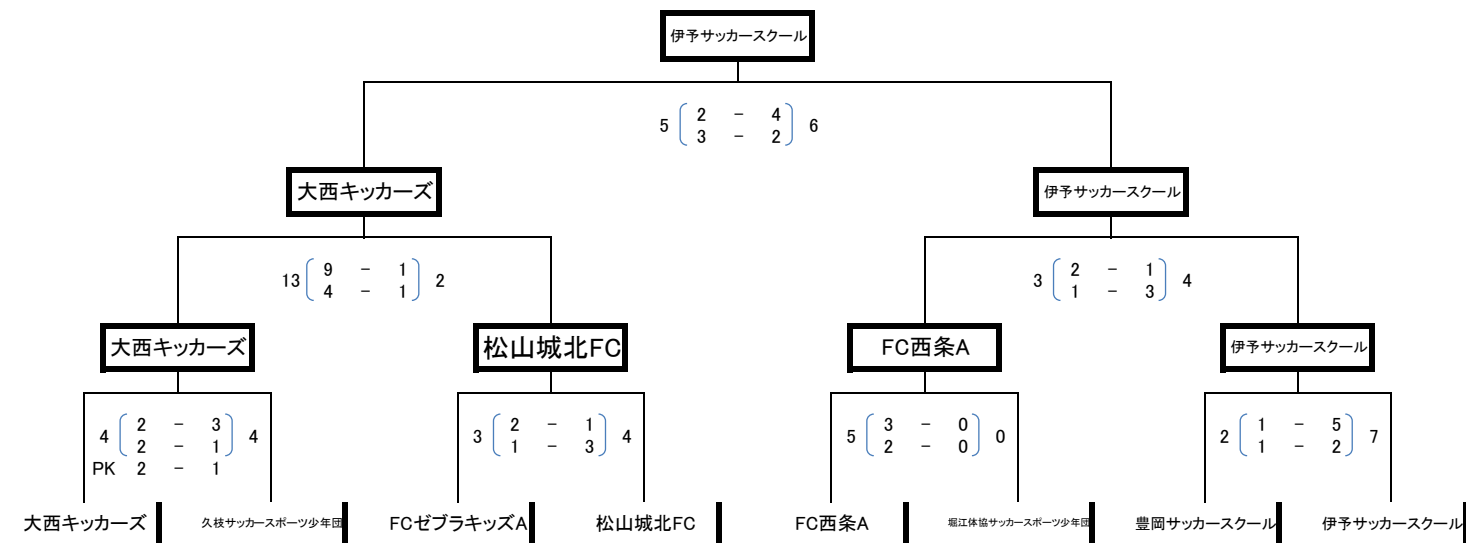 伊予サッカースクール
5 2 － 4 6
3 － 2
大西キッカーズ 伊予サッカースクール
13 9 － 1 2
4 － 1
3 2 － 1 4
1 － 3
大西キッカーズ 松山城北FC FC西条A 伊予サッカースクール
4 2 － 3 4
2 － 1
PK 2 － 1
3 2 － 1 4
1 － 3
5 3 － 0 0
2 － 0
2 1 － 5 7
1 － 2
大西キッカーズ 久枝サッカースポーツ少年団 FCゼブラキッズA 松山城北FC FC西条A 堀江体協サッカースポーツ少年団 豊岡サッカースクール 伊予サッカースクール